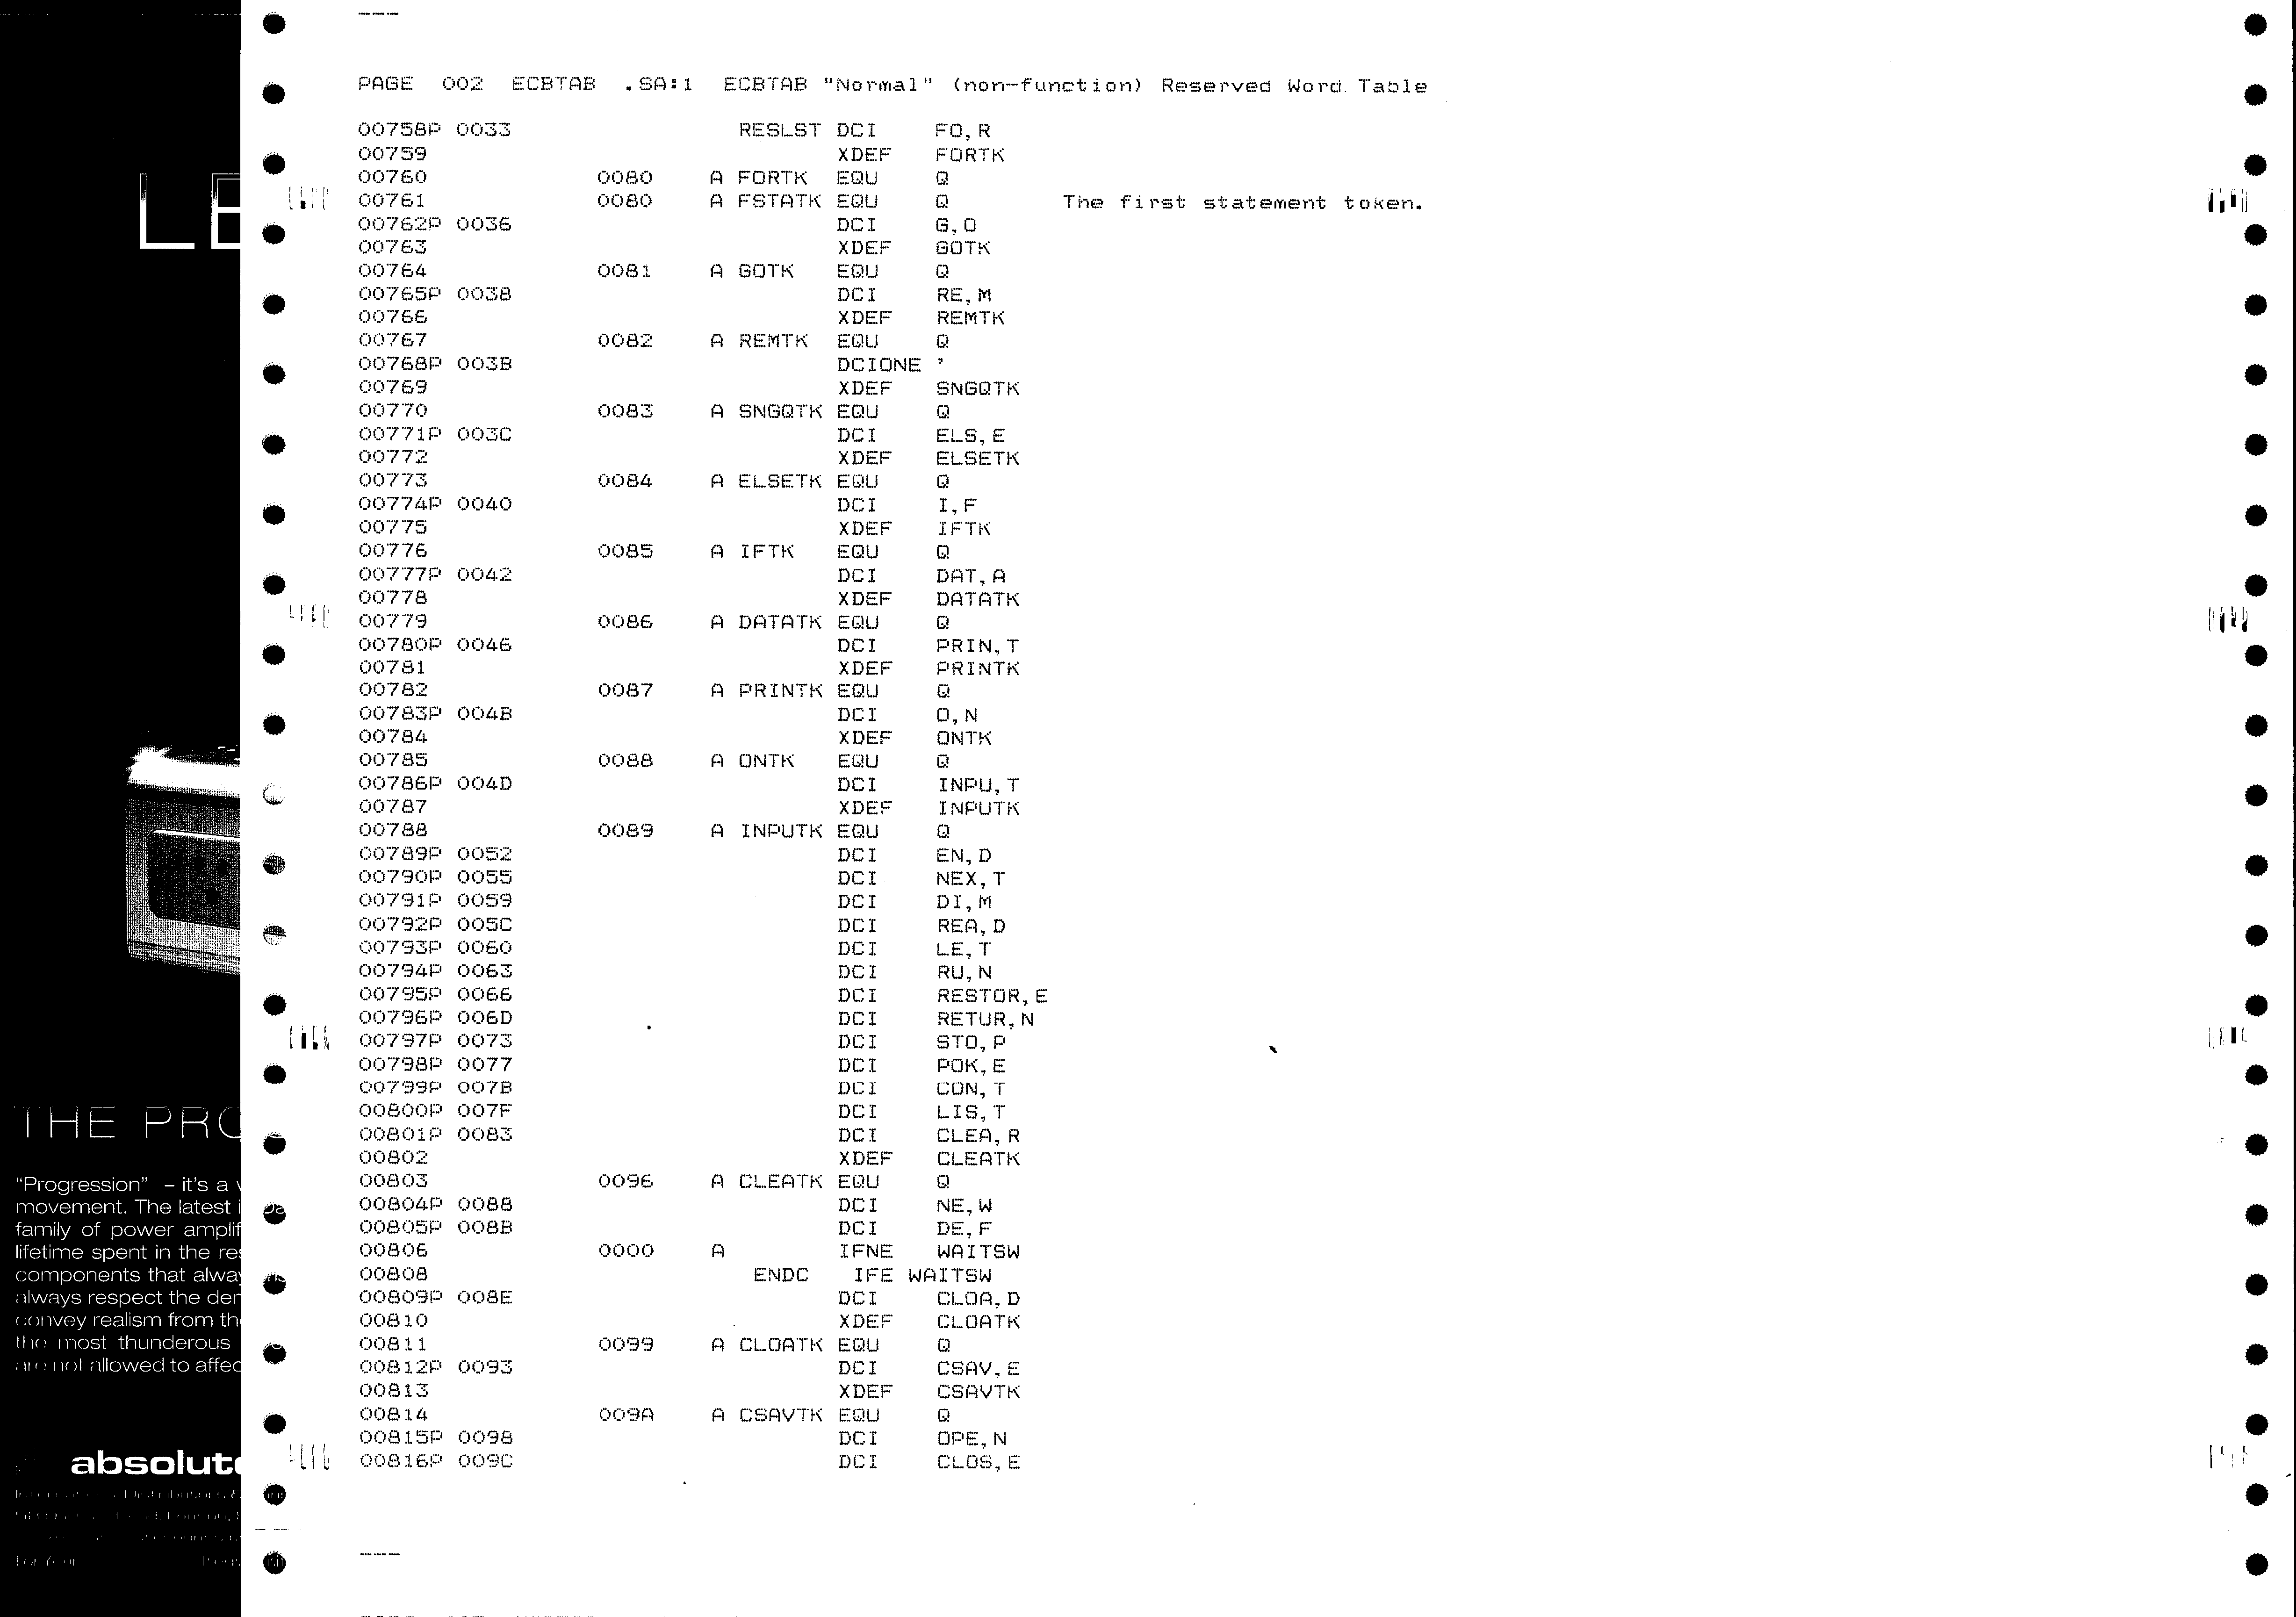 PAGE  002  ECBTAB  .SA:1  ECBTAB "Normal" (non-function) Reserved Word Table
00758P 0033 RESLST DCI FO,R
00759 XDEF FORTK
00760 0080 A FORTK EQU Q
00761 0080 A FSTATK EQU Q The first statement token.
00762P 0036 DCI G,O
00763 XDEF GOTK
00764 0081 A GOTK EQU Q
00765P 0038 DCI RE,M
00766 XDEF REMTK
00767 0082 A REMTK EQU Q
00768P 003B DCIONE '
00769 XDEF SNGQTK
00770 0083 A SNGQTK EQU Q
00771P 003C DCI ELS,E
00772 XDEF ELSETK
00773 0084 A ELSETK EQU Q
00774P 0040 DCI I,F
00775 XDEF IFTK
00776 0085 A IFTK EQU Q
00777P 0042 DCI DAT,A
00778 XDEF DATATK
00779 0086 A DATATK EQU Q
00780P 0046 DCI PRIN,T
00781 XDEF PRINTK
00782 0087 A PRINTK EQU Q
00783P 004B DCI O,N
00784 XDEF ONTK
00785 0088 A ONTK EQU Q
00786P 004D DCI INPU,T
00787 XDEF INPUTK
00788 0089 A INPUTK EQU Q
00789P 0052 DCI EN,D
00790P 0055 DCI NEX,T
00791P 0059 DCI DI,M
00792P 005C DCI REA,D
00793P 0060 DCI LE,T
00794P 0063 DCI RU,N
00795P 0066 DCI RESTOR,E
00796P 006D DCI RETUR,N
00797P 0073 DCI STO,P
00798P 0077 DCI POK,E
00799P 007B DCI CON,T
00800P 007F DCI LIS,T
00801P 0083 DCI CLEA,R
00802 XDEF CLEATK
00803 0096 A CLEATK EQU Q
00804P 0088 DCI NE,W
00805P 008B DCI DE,F
00806 0000 A IFNE WAITSW
00808 ENDC IFE WAITSW
00809P 008E DCI CLOA,D
00810 XDEF CLOATK
00811 0099 A CLOATK EQU Q
00812P 0093 DCI CSAV,E
00813 XDEF CSAVTK
00814 009A A CSAVTK EQU Q
00815P 0098 DCI OPE,N
00816P 009C DCI CLOS,E
LE
THE PRO
"Progression" – it's a
movement. The latest
family of power amplif
lifetime spent in the res
components that alway
always respect the der
convey realism from th
the most thunderous
are not allowed to affec
absolute